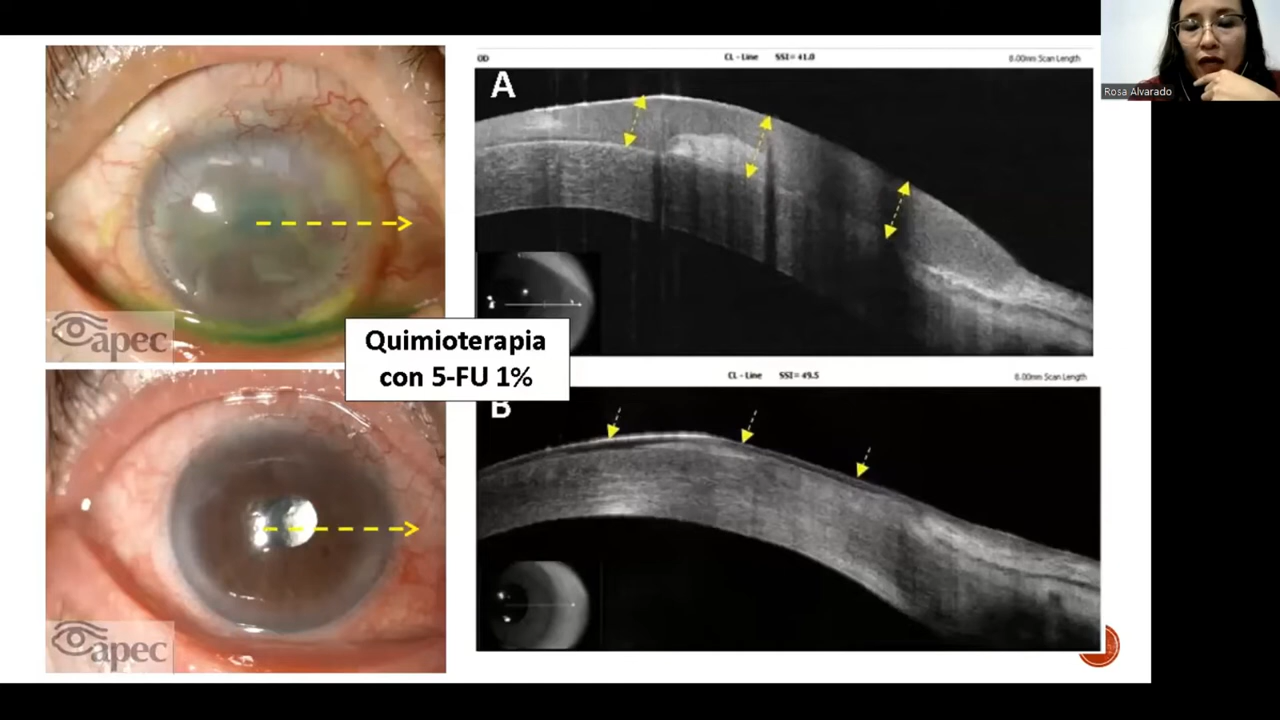 Rosa Alvarado
OD
CL - Line
SSI= 41.0
8.00mm Scan Length
A
apec
Quimioterapia
con 5-FU 1%
CL - Line
SSI= 49.5
8.00mm Scan Length
B
apec